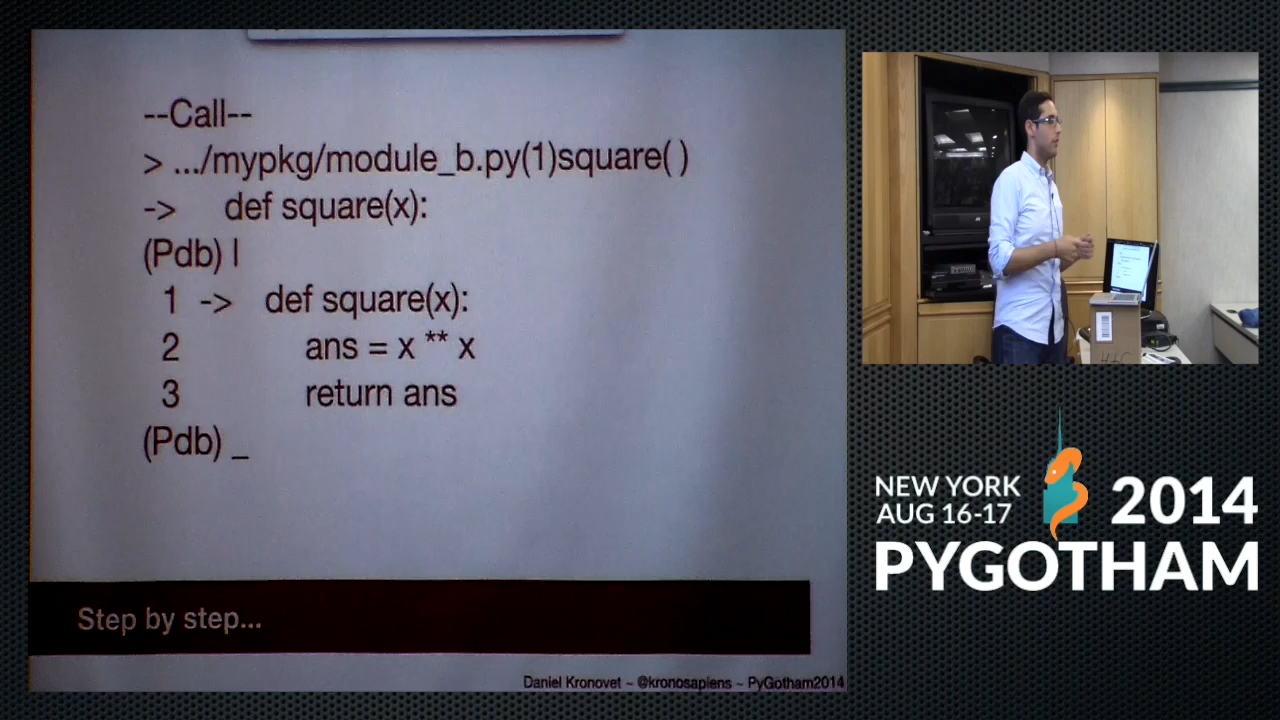 --Call--
> .../mypkg/module_b.py(1)square( )
-> def square(x):
(Pdb) l
1 -> def square(x):
2 ans = x ** x
3 return ans
(Pdb) _
Step by step...
Daniel Kronovet ~ @kronosapiens ~ PyGotham2014
NEW YORK
AUG 16-17
2014
PYGOTHAM